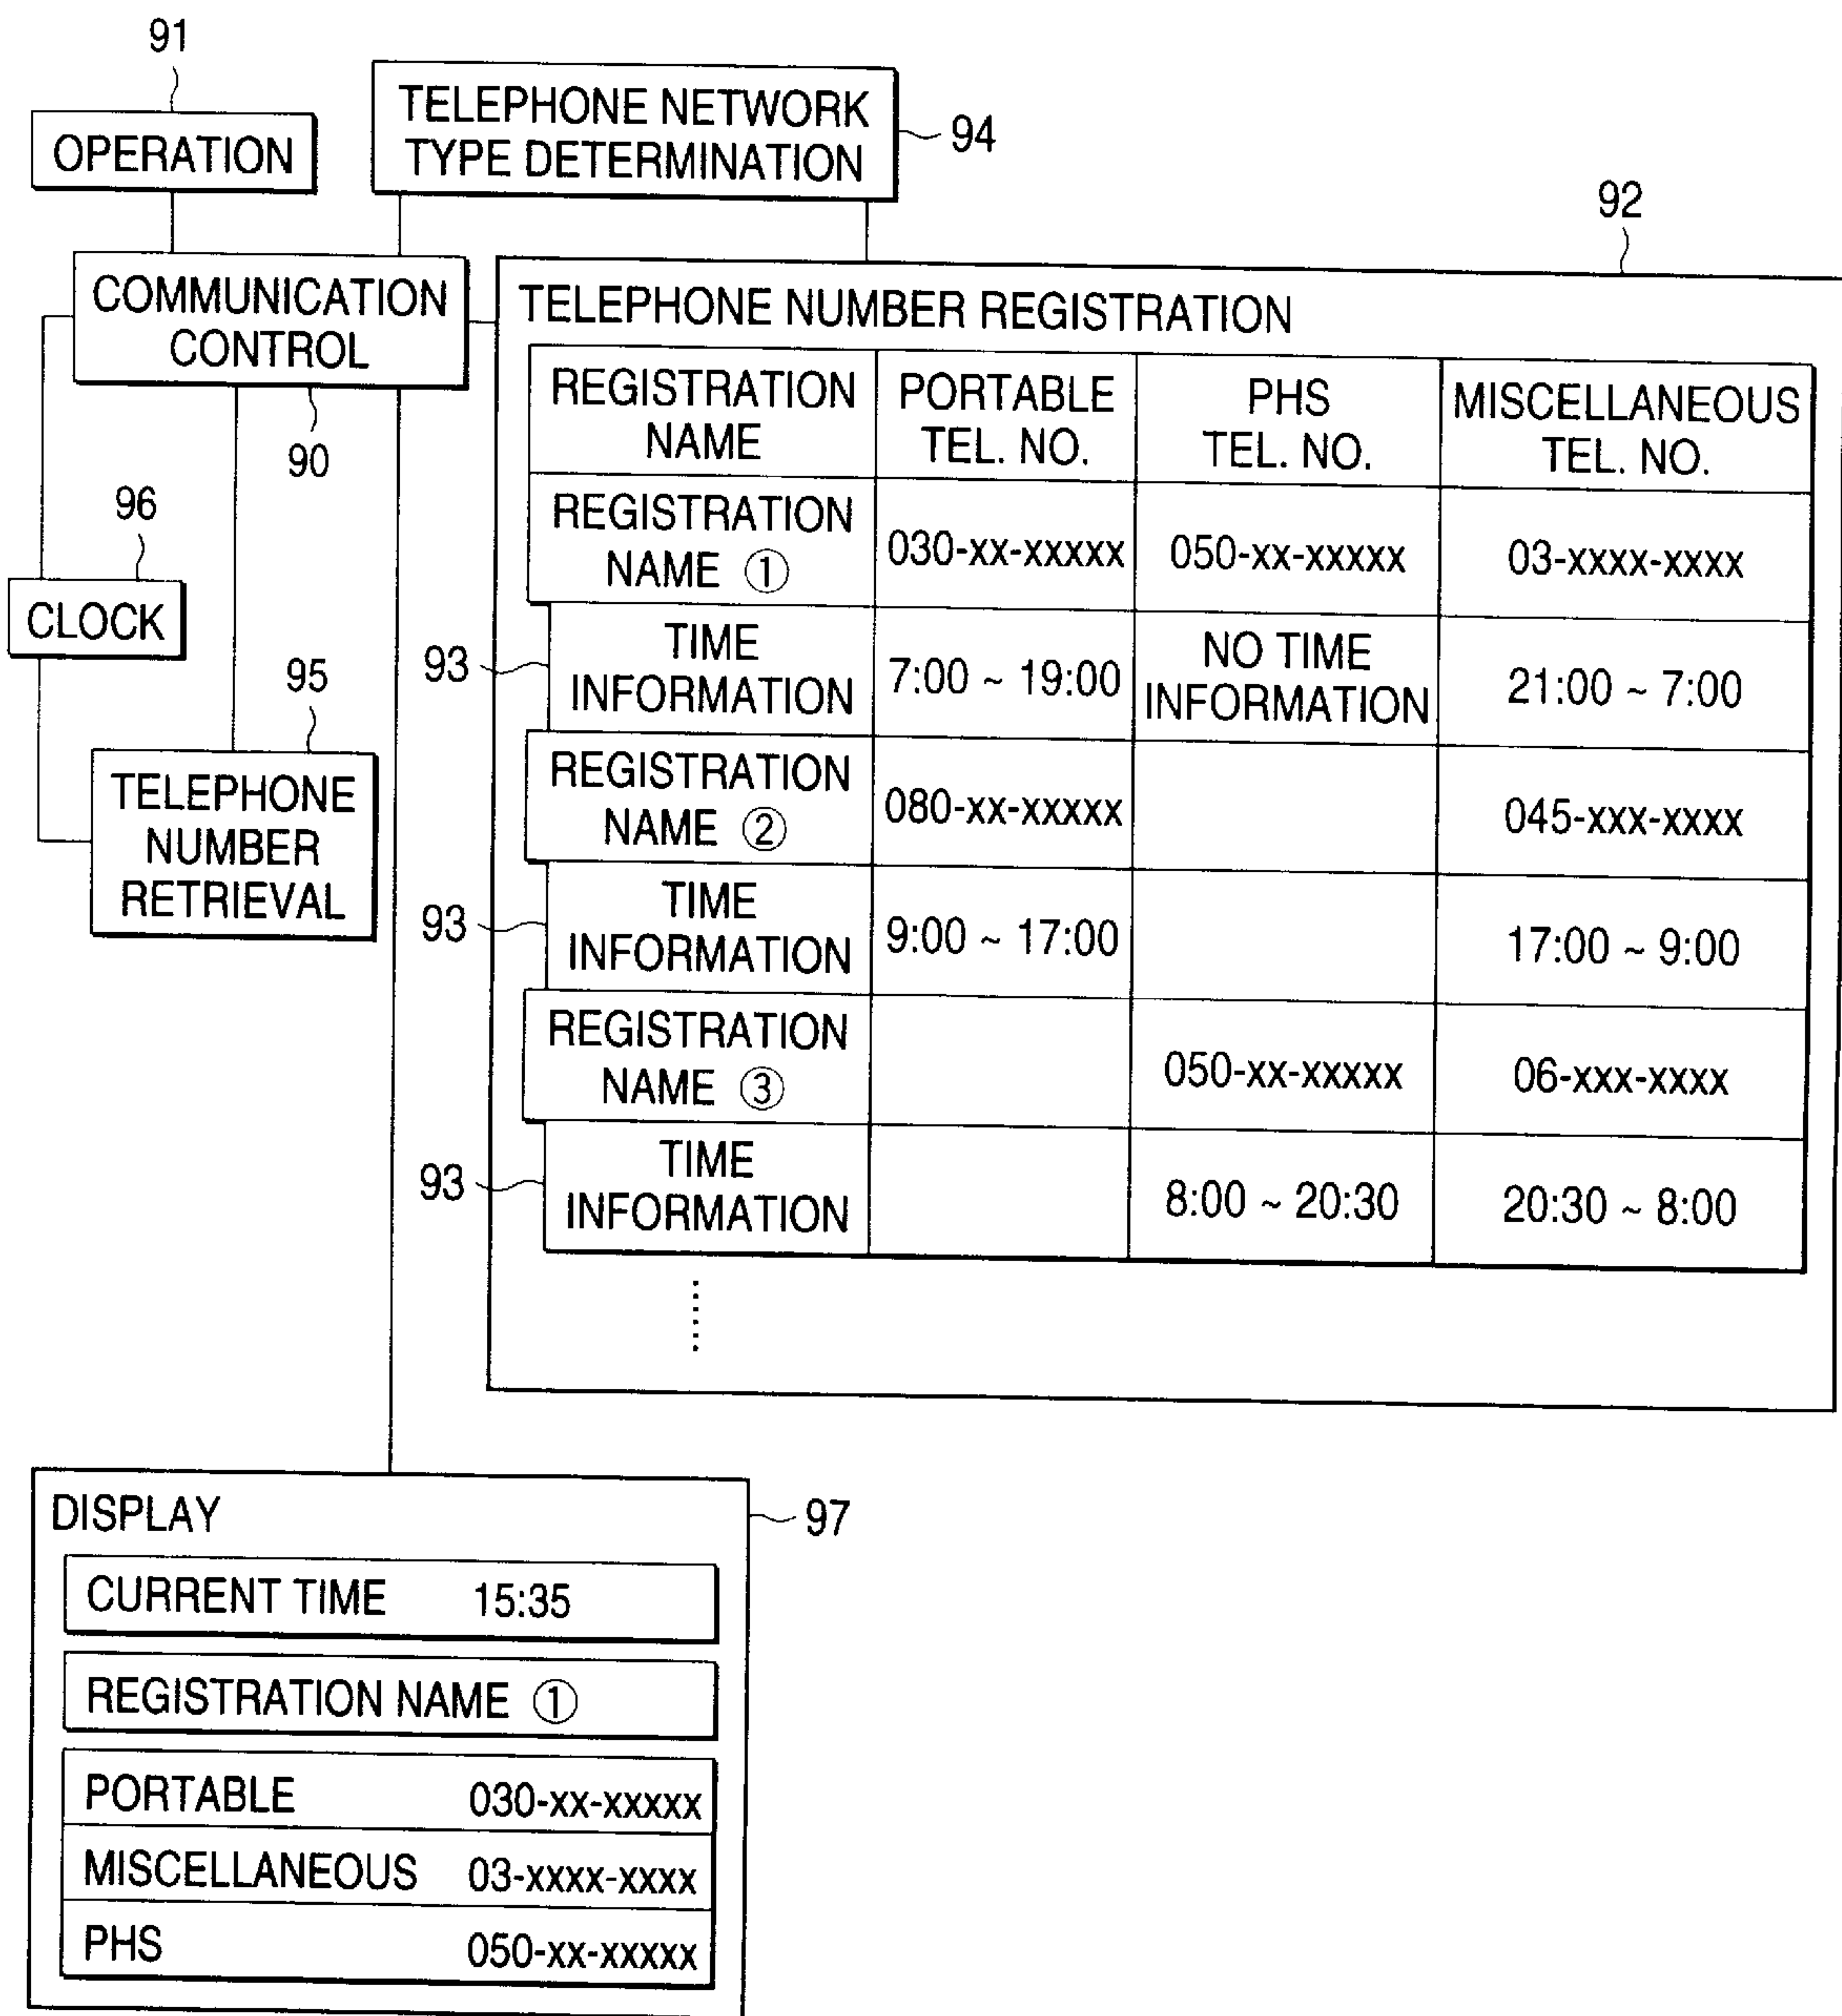 91
OPERATION
TELEPHONE NETWORK
TYPE DETERMINATION
94
92
COMMUNICATION
CONTROL
90
96
CLOCK
95
TELEPHONE
NUMBER
RETRIEVAL
TELEPHONE NUMBER REGISTRATION
REGISTRATION
NAME
PORTABLE
TEL. NO.
PHS
TEL. NO.
MISCELLANEOUS
TEL. NO.
REGISTRATION
NAME ①
030-xx-xxxxx
050-xx-xxxxx
03-xxxx-xxxx
93
TIME
INFORMATION
7:00 ~ 19:00
NO TIME
INFORMATION
21:00 ~ 7:00
REGISTRATION
NAME ②
080-xx-xxxxx
045-xxx-xxxx
93
TIME
INFORMATION
9:00 ~ 17:00
17:00 ~ 9:00
REGISTRATION
NAME ③
050-xx-xxxxx
06-xxx-xxxx
93
TIME
INFORMATION
8:00 ~ 20:30
20:30 ~ 8:00
DISPLAY
97
CURRENT TIME 15:35
REGISTRATION NAME ①
PORTABLE 030-xx-xxxxx
MISCELLANEOUS 03-xxxx-xxxx
PHS 050-xx-xxxxx